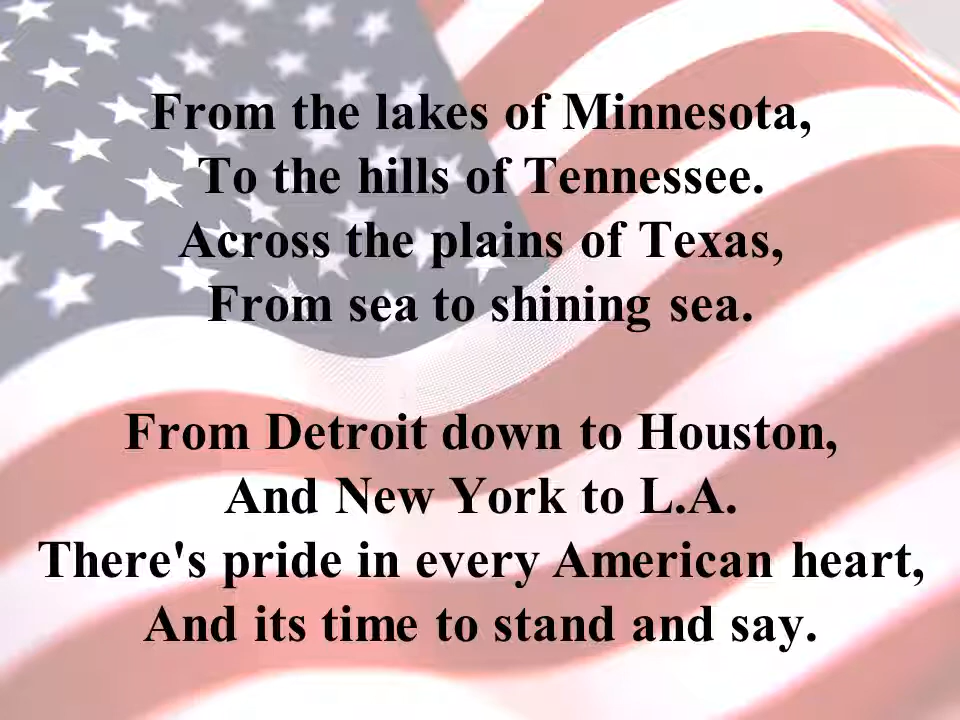 From the lakes of Minnesota,
To the hills of Tennessee.
Across the plains of Texas,
From sea to shining sea.
From Detroit down to Houston,
And New York to L.A.
There's pride in every American heart,
And its time to stand and say.